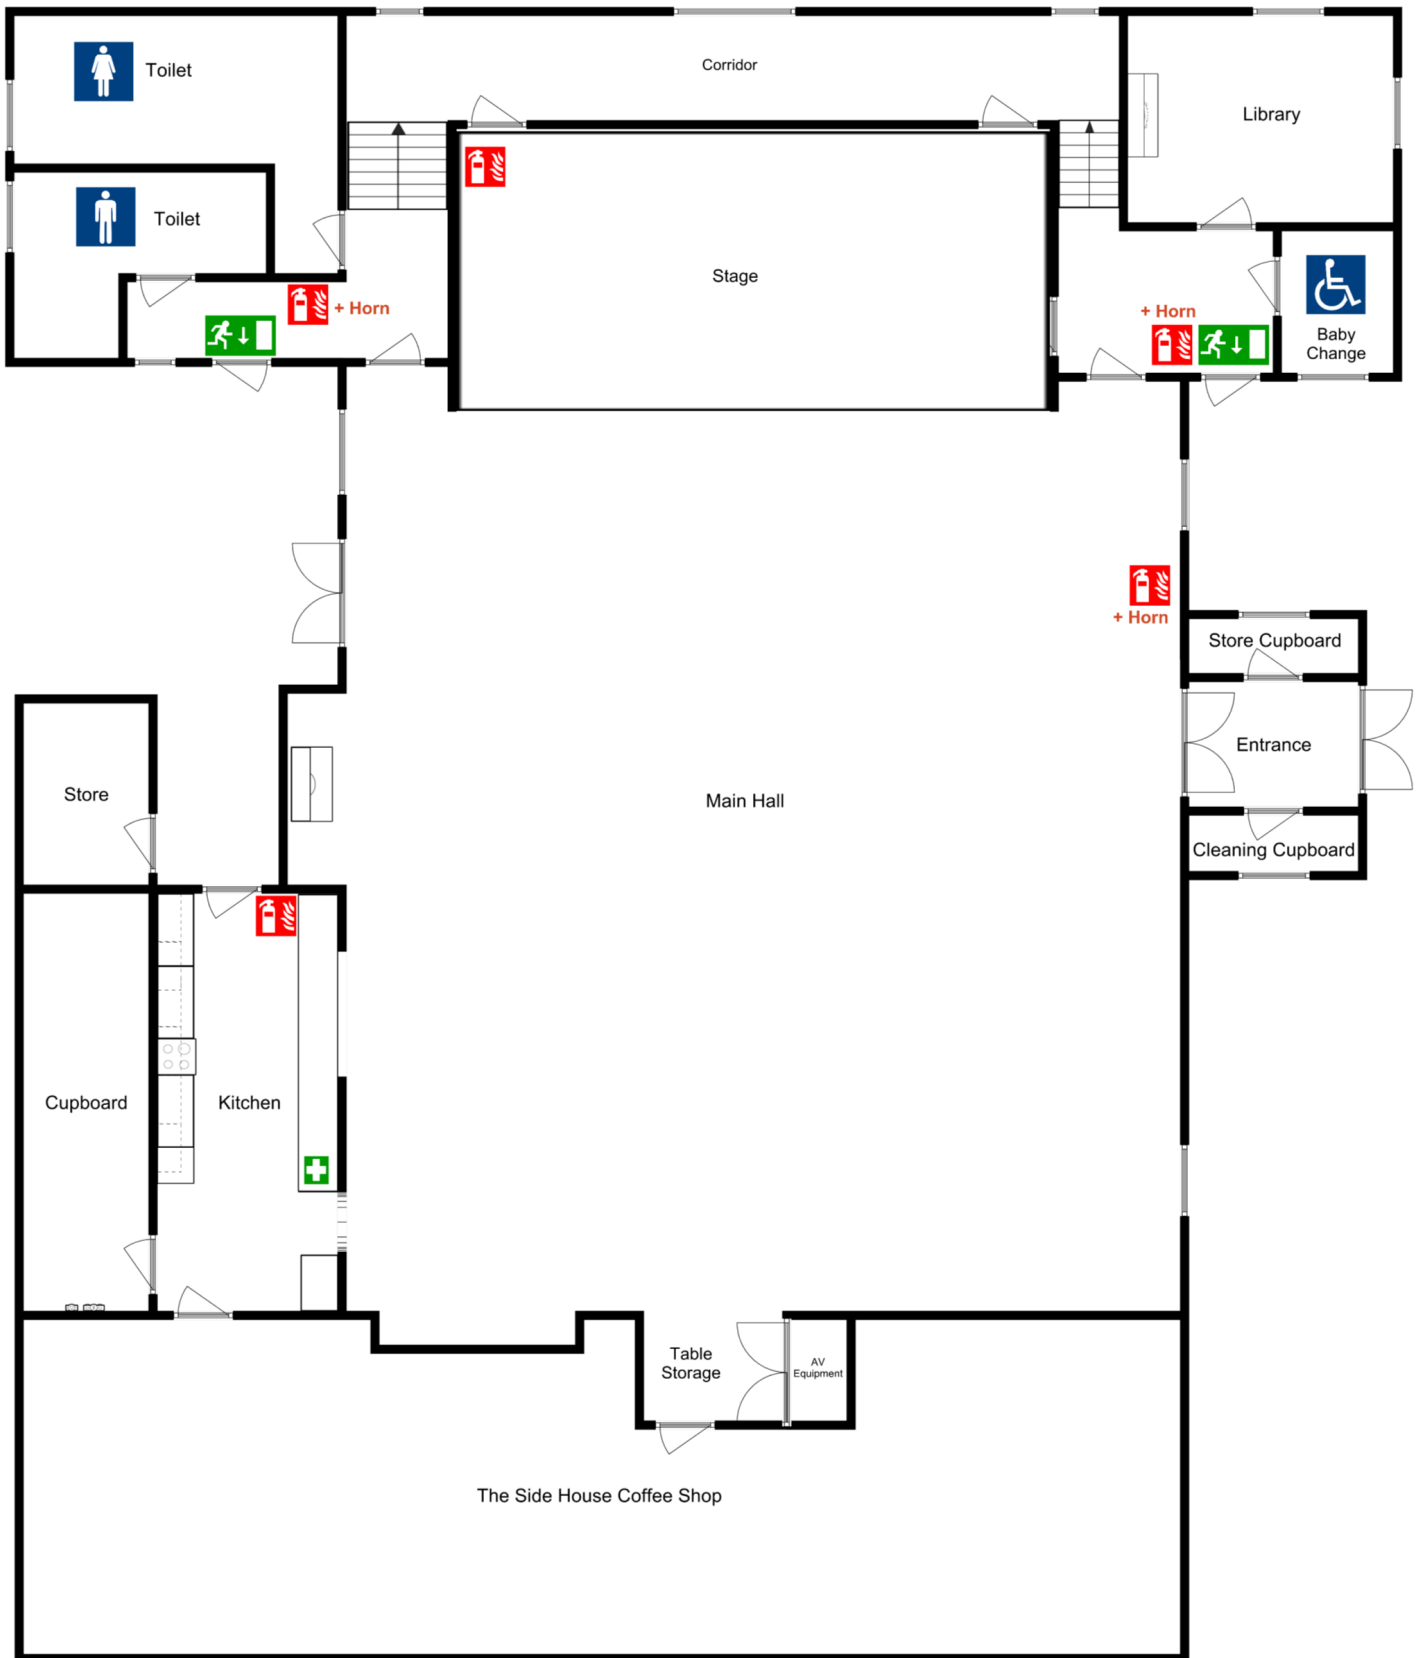 Toilet
Corridor
Library
Toilet
Stage
+ Horn
+ Horn
Baby
Change
+ Horn
Store Cupboard
Entrance
Store
Main Hall
Cleaning Cupboard
Cupboard
Kitchen
Table
Storage
AV
Equipment
The Side House Coffee Shop